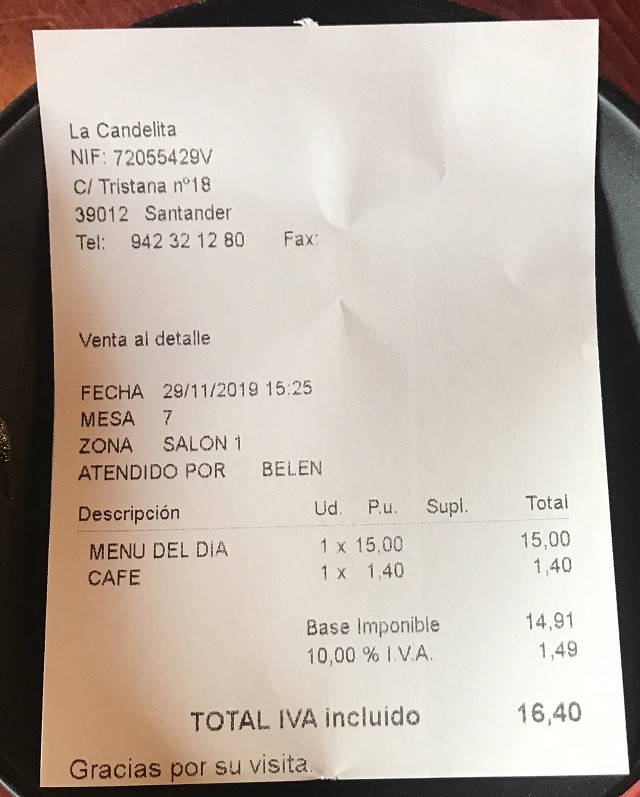 La Candelita
NIF: 72055429V
C/ Tristana nº18
39012 Santander
Tel: 942 32 12 80 Fax:
Venta al detalle
FECHA 29/11/2019 15:25
MESA 7
ZONA SALON 1
ATENDIDO POR BELEN
Descripción Ud. P.u. Supl. Total
MENU DEL DIA 1 x 15,00 15,00
CAFE 1 x 1,40 1,40
Base Imponible 14,91
10,00 % I.V.A. 1,49
TOTAL IVA incluído 16,40
Gracias por su visita.